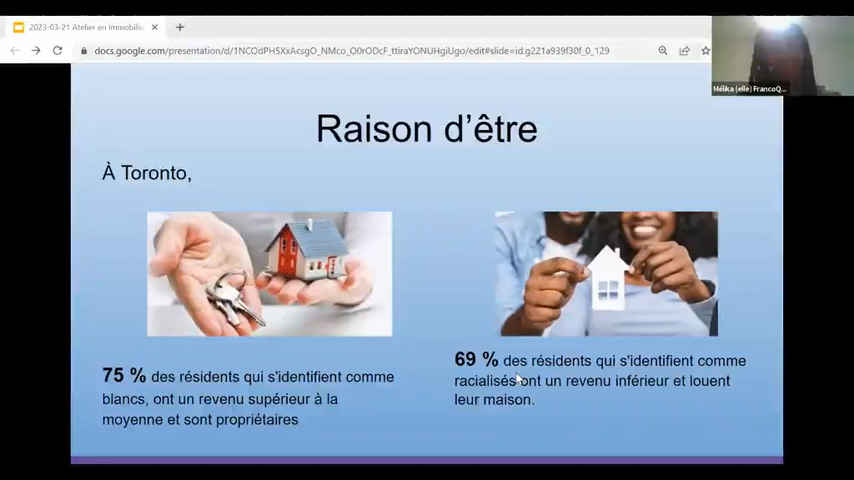 2023-03-21 Atelier en immobili
docs.google.com/presentation/d/1NCOdPH5XxAcsgO_NMco_O0rODcF_ttiraYONUHgiUgo/edit#slide=id.g221a939f30f_0_129
Mélika (elle) FrancoQ...
Raison d'être
À Toronto,
75 % des résidents qui s'identifient comme
blancs, ont un revenu supérieur à la
moyenne et sont propriétaires
69 % des résidents qui s'identifient comme
racialisés ont un revenu inférieur et louent
leur maison.